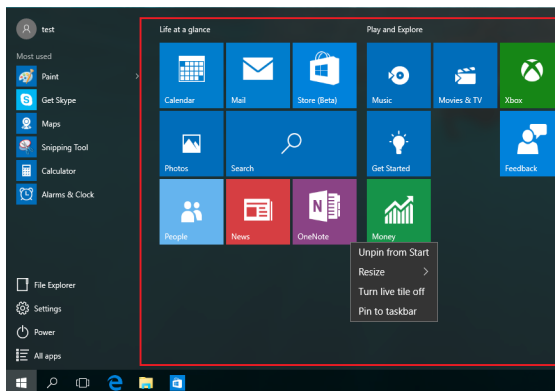 test
Most used
Paint
Get Skype
Maps
Snipping Tool
Calculator
Alarms & Clock
File Explorer
Settings
Power
All apps
Life at a glance
Calendar
Mail
Store (Beta)
Photos
Search
People
News
OneNote
Play and Explore
Music
Movies & TV
Xbox
Get Started
Feedback
Money
Unpin from Start
Resize
Turn live tile off
Pin to taskbar